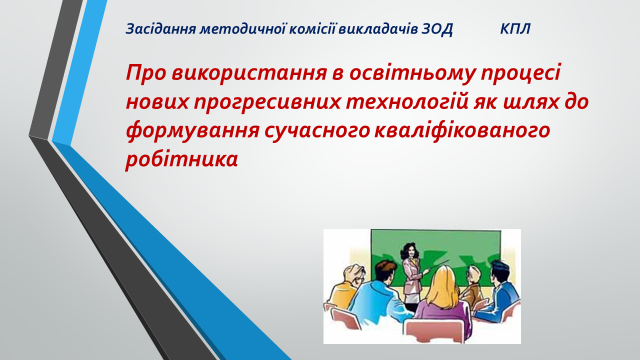 Засідання методичної комісії викладачів ЗОД КПЛ
Про використання в освітньому процесі
нових прогресивних технологій як шлях до
формування сучасного кваліфікованого
робітника